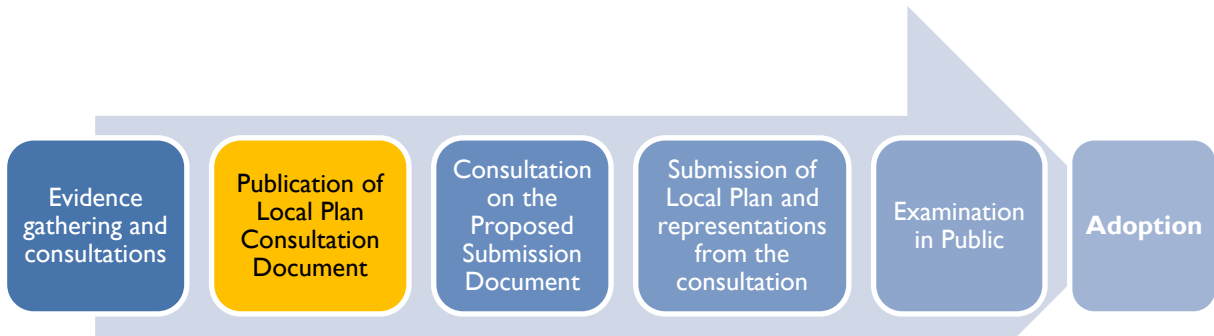 Evidence
gathering and
consultations
Publication of
Local Plan
Consultation
Document
Consultation
on the
Proposed
Submission
Document
Submission of
Local Plan and
representations
from the
consultation
Examination
in Public
Adoption